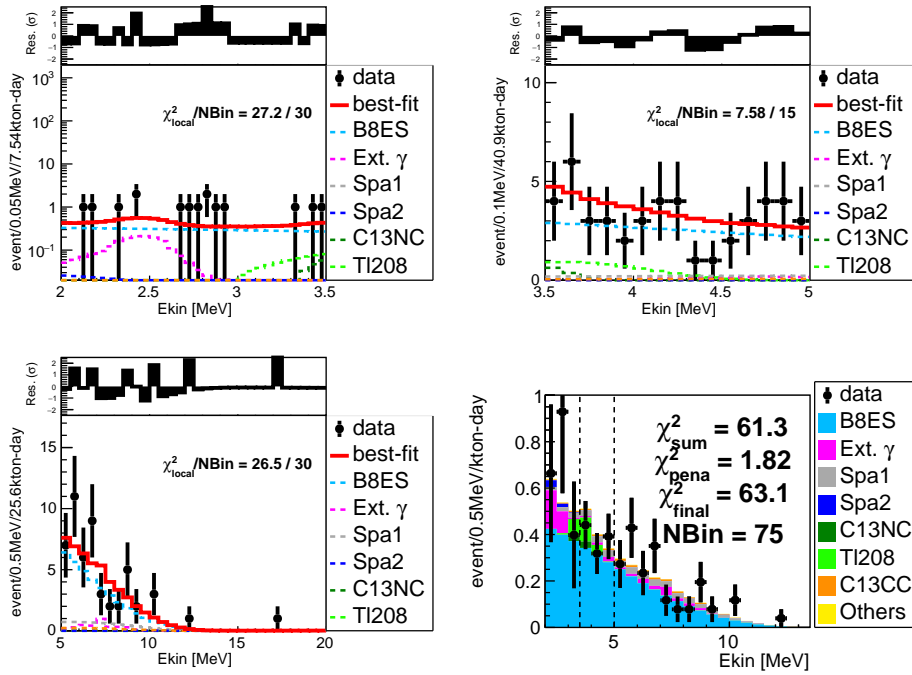 Res. (σ)
2
1
0
−1
−2
event/0.05MeV/7.54kton-day
10³
10²
10
1
10⁻¹
χ²local/NBin = 27.2 / 30
data
best-fit
B8ES
Ext. γ
Spa1
Spa2
C13NC
Tl208
2 2.5 3 3.5
Ekin [MeV]
Res. (σ)
2
1
0
−1
−2
event/0.1MeV/40.9kton-day
10
5
0
χ²local/NBin = 7.58 / 15
data
best-fit
B8ES
Ext. γ
Spa1
Spa2
C13NC
Tl208
3.5 4 4.5 5
Ekin [MeV]
Res. (σ)
2
1
0
−1
−2
event/0.5MeV/25.6kton-day
15
10
5
0
χ²local/NBin = 26.5 / 30
data
best-fit
B8ES
Ext. γ
Spa1
Spa2
C13NC
Tl208
5 10 15 20
Ekin [MeV]
event/0.5MeV/kton-day
1
0.8
0.6
0.4
0.2
0
χ²sum = 61.3
χ²pena = 1.82
χ²final = 63.1
NBin = 75
data
B8ES
Ext. γ
Spa1
Spa2
C13NC
Tl208
C13CC
Others
5 10
Ekin [MeV]